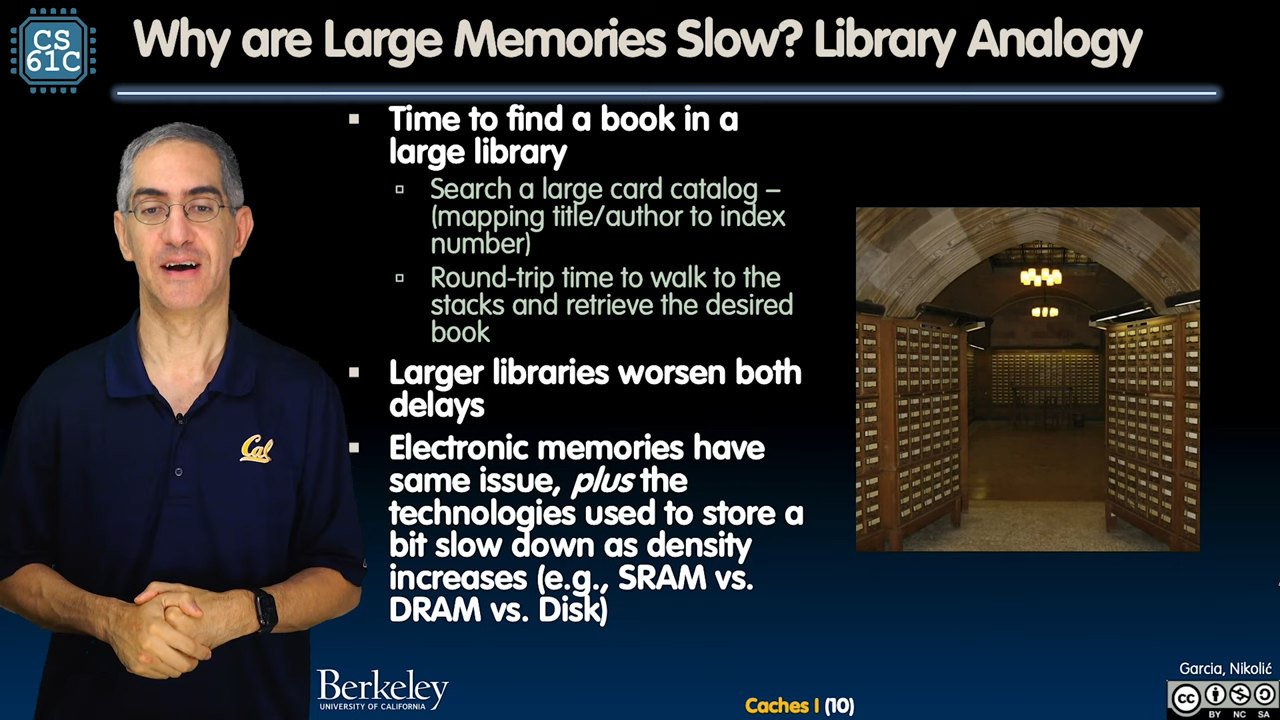 CS
61C
Why are Large Memories Slow? Library Analogy
▪ Time to find a book in a
large library
▫ Search a large card catalog –
(mapping title/author to index
number)
▫ Round-trip time to walk to the
stacks and retrieve the desired
book
▪ Larger libraries worsen both
delays
▪ Electronic memories have
same issue, plus the
technologies used to store a
bit slow down as density
increases (e.g., SRAM vs.
DRAM vs. Disk)
Cal
Berkeley
UNIVERSITY OF CALIFORNIA
Caches I (10)
Garcia, Nikolić
cc
BY NC SA